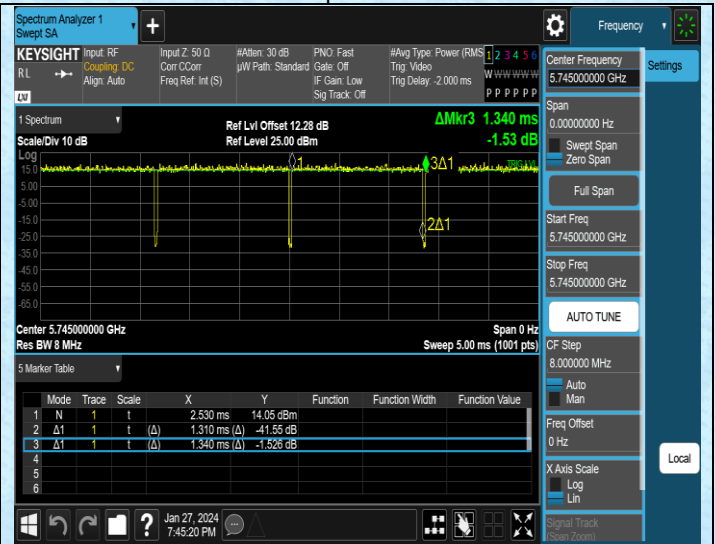 Spectrum Analyzer 1
Swept SA
+
Frequency
KEYSIGHT
RL
LXI
Input: RF
Coupling: DC
Align: Auto
Input Z: 50 Ω
Corr CCorr
Freq Ref: Int (S)
#Atten: 30 dB
µW Path: Standard
PNO: Fast
Gate: Off
IF Gain: Low
Sig Track: Off
#Avg Type: Power (RMS
Trig: Video
Trig Delay: -2.000 ms
1 2 3 4 5 6
W W W W W W
P P P P P P
1 Spectrum
Scale/Div 10 dB
Ref Lvl Offset 12.28 dB
Ref Level 25.00 dBm
ΔMkr3 1.340 ms
-1.53 dB
Log
15.0
5.00
-5.00
-15.0
-25.0
-35.0
-45.0
-55.0
-65.0
1
3Δ1
TRIG LVL
2Δ1
Center 5.745000000 GHz
Span 0 Hz
Res BW 8 MHz
Sweep 5.00 ms (1001 pts)
5 Marker Table
Mode Trace Scale X Y Function Function Width Function Value
1 N 1 t 2.530 ms 14.05 dBm
2 Δ1 1 t (Δ) 1.310 ms (Δ) -41.55 dB
3 Δ1 1 t (Δ) 1.340 ms (Δ) -1.526 dB
4
5
6
?
Jan 27, 2024
7:45:20 PM
Center Frequency
5.745000000 GHz
Span
0.00000000 Hz
Swept Span
Zero Span
Full Span
Start Freq
5.745000000 GHz
Stop Freq
5.745000000 GHz
AUTO TUNE
CF Step
8.000000 MHz
Auto
Man
Freq Offset
0 Hz
X Axis Scale
Log
Lin
Signal Track
(Span Zoom)
Settings
Local